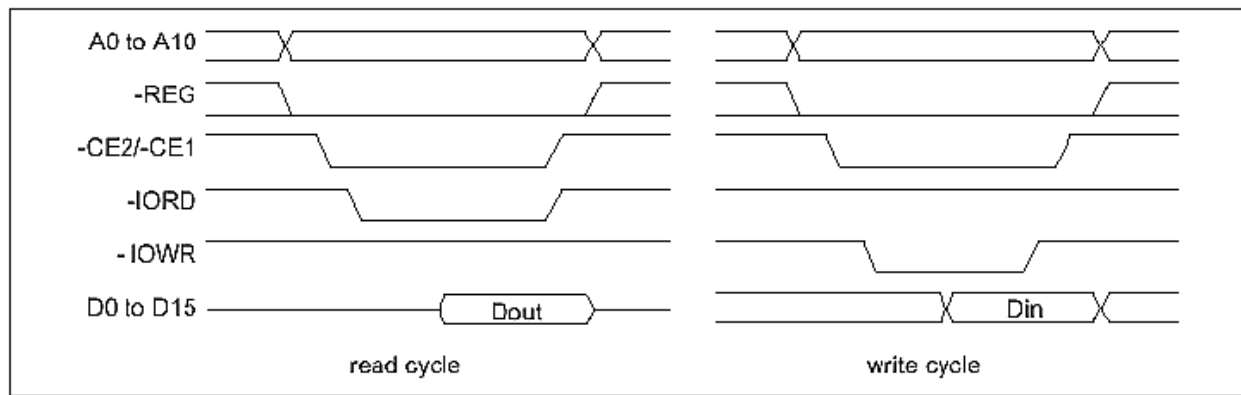 A0 to A10
-REG
-CE2/-CE1
-IORD
-IOWR
D0 to D15 Dout Din
read cycle write cycle